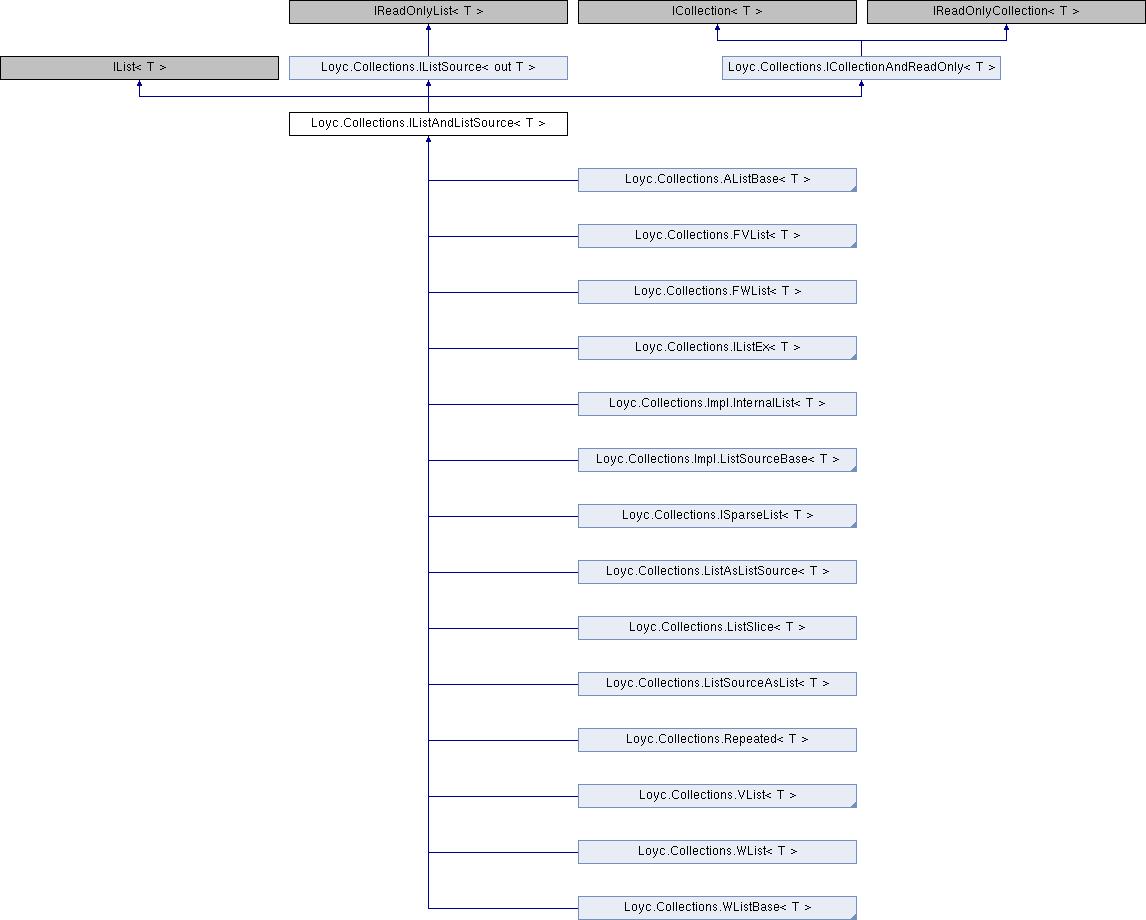 IReadOnlyList< T >
ICollection< T >
IReadOnlyCollection< T >
IList< T >
Loyc.Collections.IListSource< out T >
Loyc.Collections.ICollectionAndReadOnly< T >
Loyc.Collections.IListAndListSource< T >
Loyc.Collections.AListBase< T >
Loyc.Collections.FVList< T >
Loyc.Collections.FWList< T >
Loyc.Collections.IListEx< T >
Loyc.Collections.Impl.InternalList< T >
Loyc.Collections.Impl.ListSourceBase< T >
Loyc.Collections.ISparseList< T >
Loyc.Collections.ListAsListSource< T >
Loyc.Collections.ListSlice< T >
Loyc.Collections.ListSourceAsList< T >
Loyc.Collections.Repeated< T >
Loyc.Collections.VList< T >
Loyc.Collections.WList< T >
Loyc.Collections.WListBase< T >